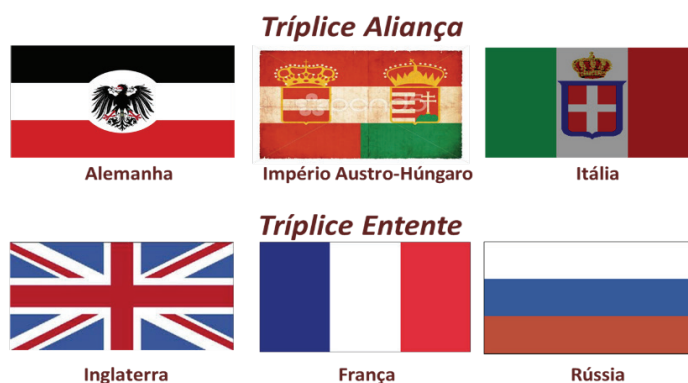 Tríplice Aliança
Alemanha
Império Austro-Húngaro
Itália
Tríplice Entente
Inglaterra
França
Rússia